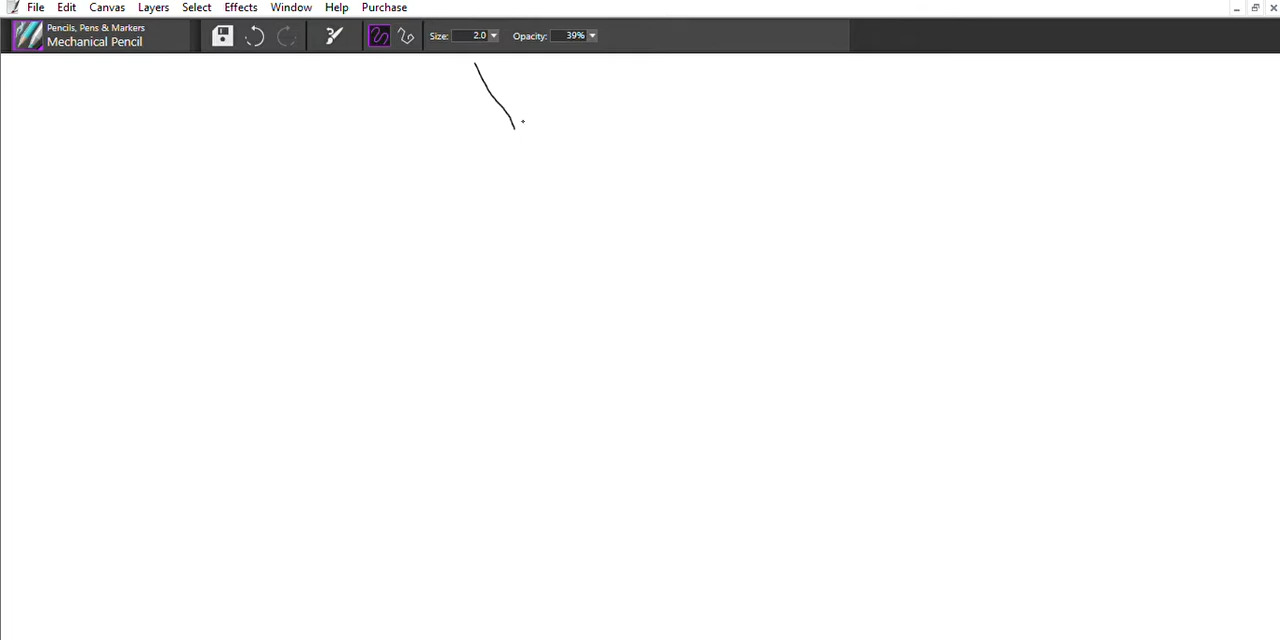 File Edit Canvas Layers Select Effects Window Help Purchase
Pencils, Pens & Markers
Mechanical Pencil
Size: 2.0 Opacity: 39%